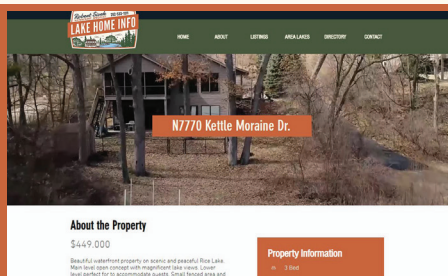 LAKE HOME INFO
HOME ABOUT LISTINGS AREA LAKES DIRECTORY CONTACT
N7770 Kettle Moraine Dr.
About the Property
$449.000
Beautiful waterfront property on scenic and peaceful Rice Lake
Main level open concept with magnificent lake views. Lower
level perfect for to accommodate guests. Small fenced area and
Property Information
3 Bed